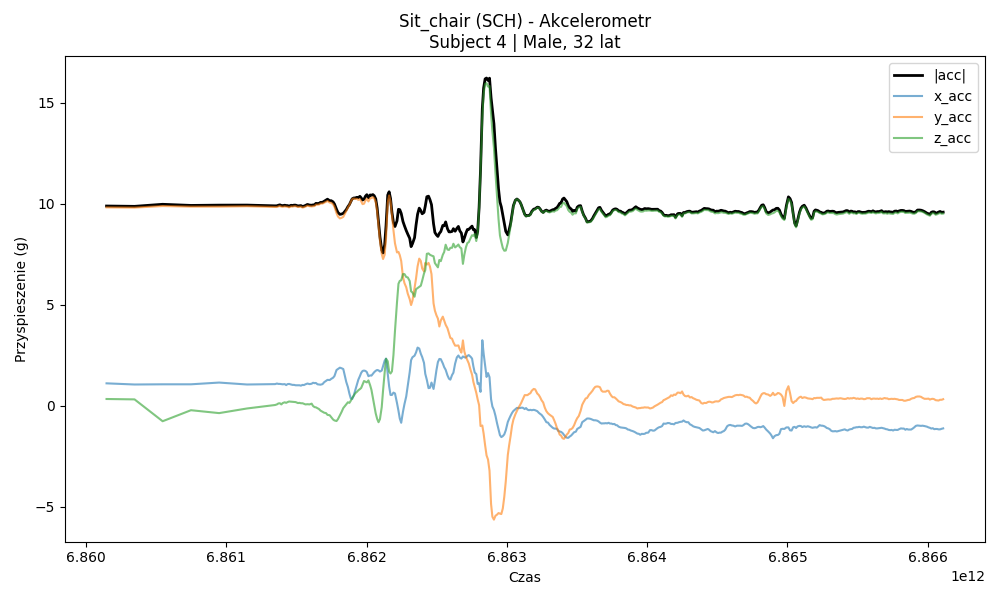 Sit_chair (SCH) - Akcelerometr
Subject 4 | Male, 32 lat
|acc|
x_acc
y_acc
z_acc
Przyspieszenie (g)
15
10
5
0
−5
6.860
6.861
6.862
6.863
6.864
6.865
6.866
1e12
Czas